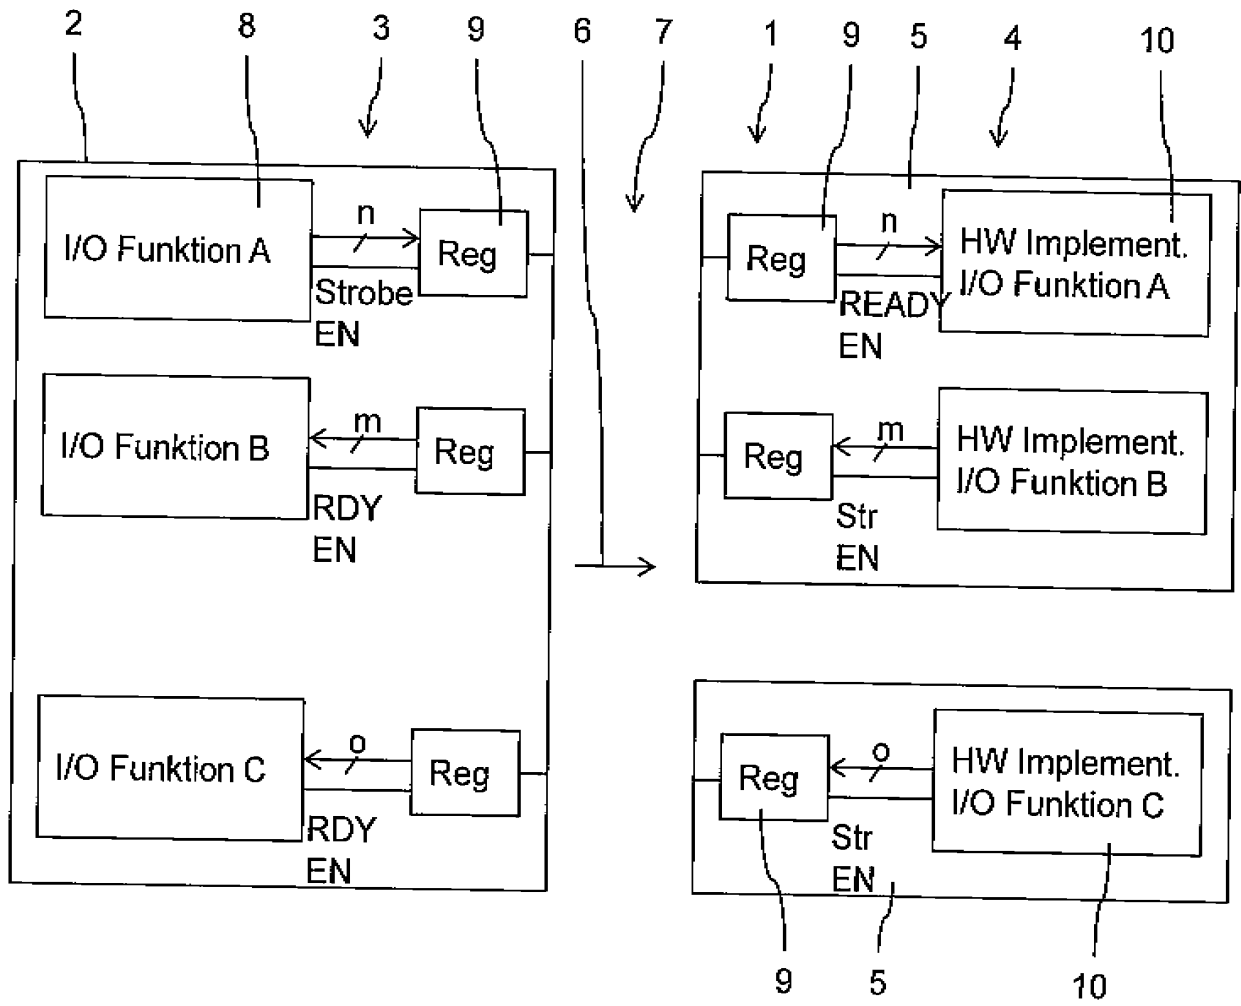 2 8 3 9 6 7 1 9 5 4 10
I/O Funktion A
n
Strobe
EN
Reg
I/O Funktion B
m
RDY
EN
Reg
I/O Funktion C
o
RDY
EN
Reg
Reg
n
READY
EN
HW Implement.
I/O Funktion A
Reg
m
Str
EN
HW Implement.
I/O Funktion B
Reg
o
Str
EN
HW Implement.
I/O Funktion C
9 5 10